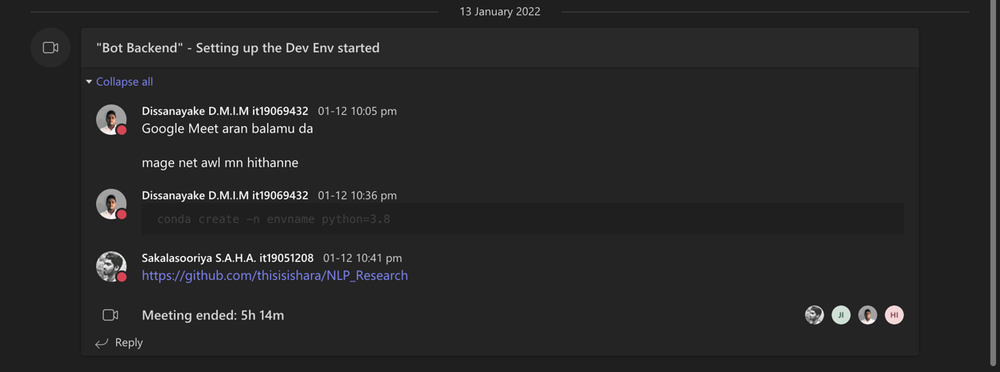 13 January 2022
"Bot Backend" - Setting up the Dev Env started
Collapse all
Dissanayake D.M.I.M it19069432 01-12 10:05 pm
Google Meet aran balamu da
mage net awl mn hithanne
Dissanayake D.M.I.M it19069432 01-12 10:36 pm
conda create -n envname python=3.8
Sakalasooriya S.A.H.A. it19051208 01-12 10:41 pm
https://github.com/thisisishara/NLP_Research
Meeting ended: 5h 14m
JI
HI
Reply